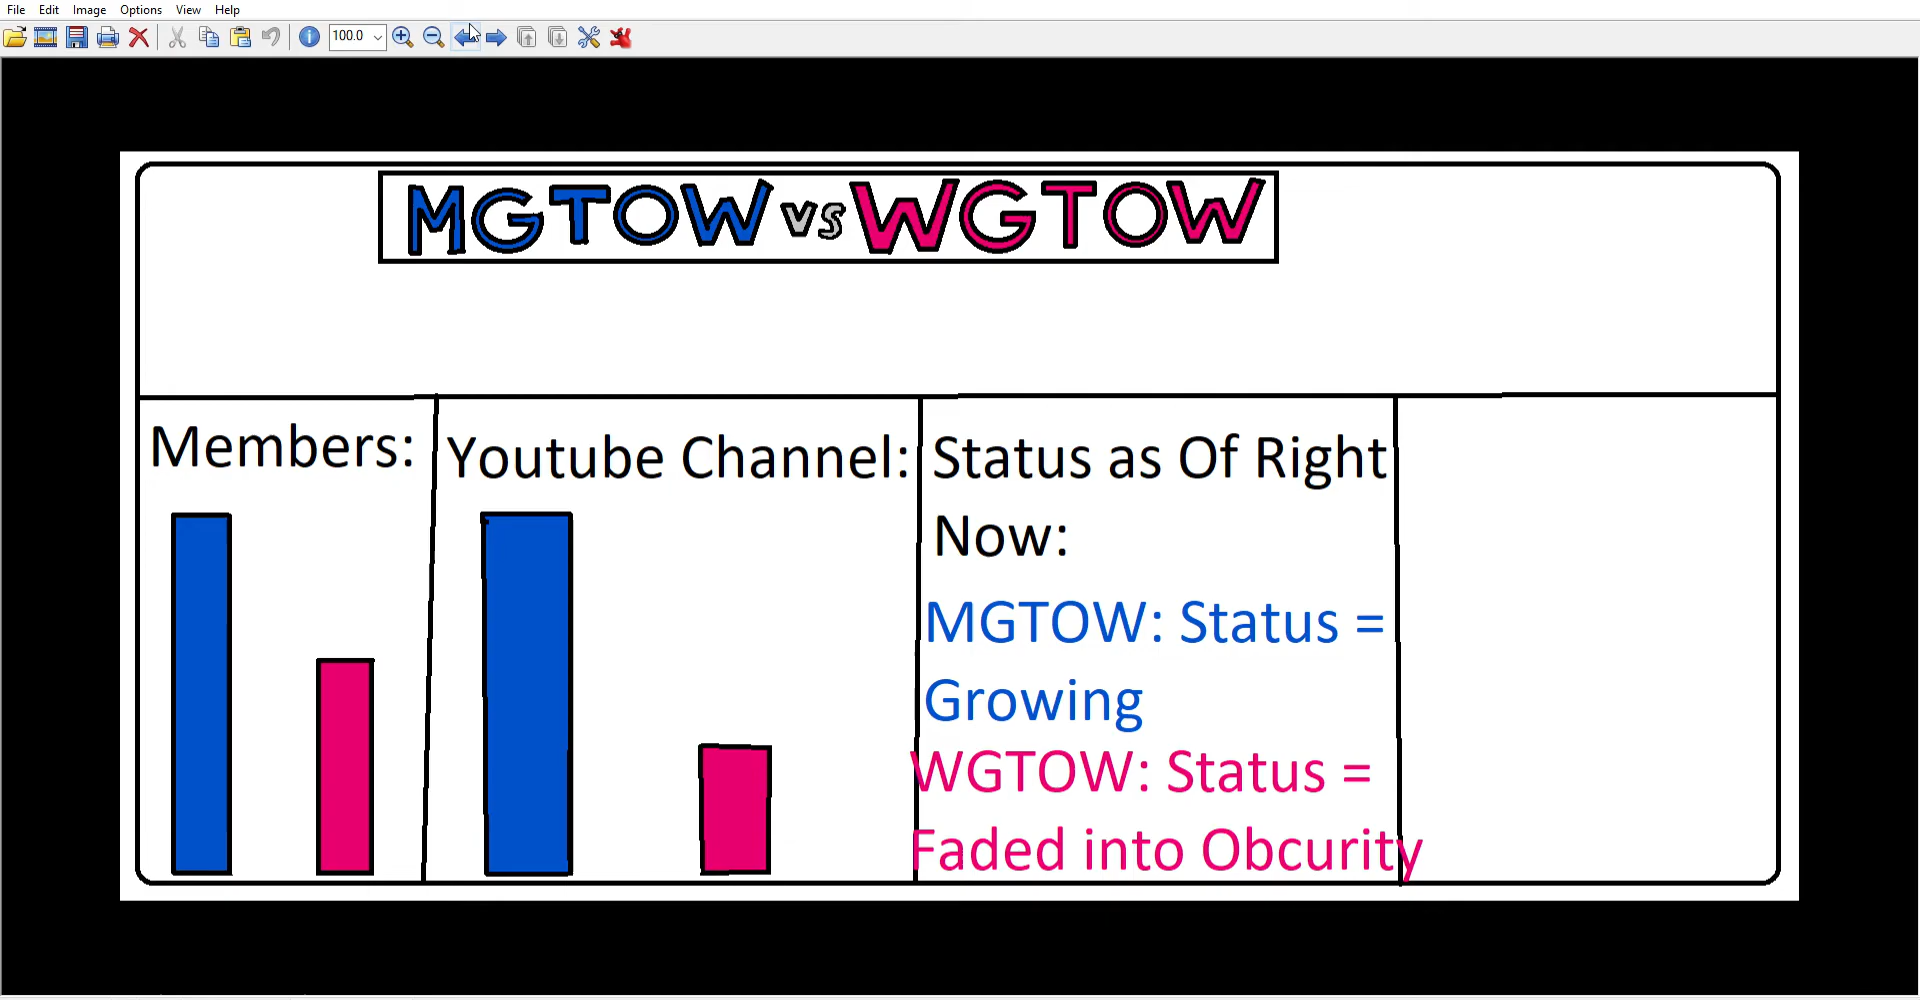 File Edit Image Options View Help
100.0
MGTOW vs WGTOW
Members:
Youtube Channel:
Status as Of Right
Now:
MGTOW: Status =
Growing
WGTOW: Status =
Faded into Obcurity